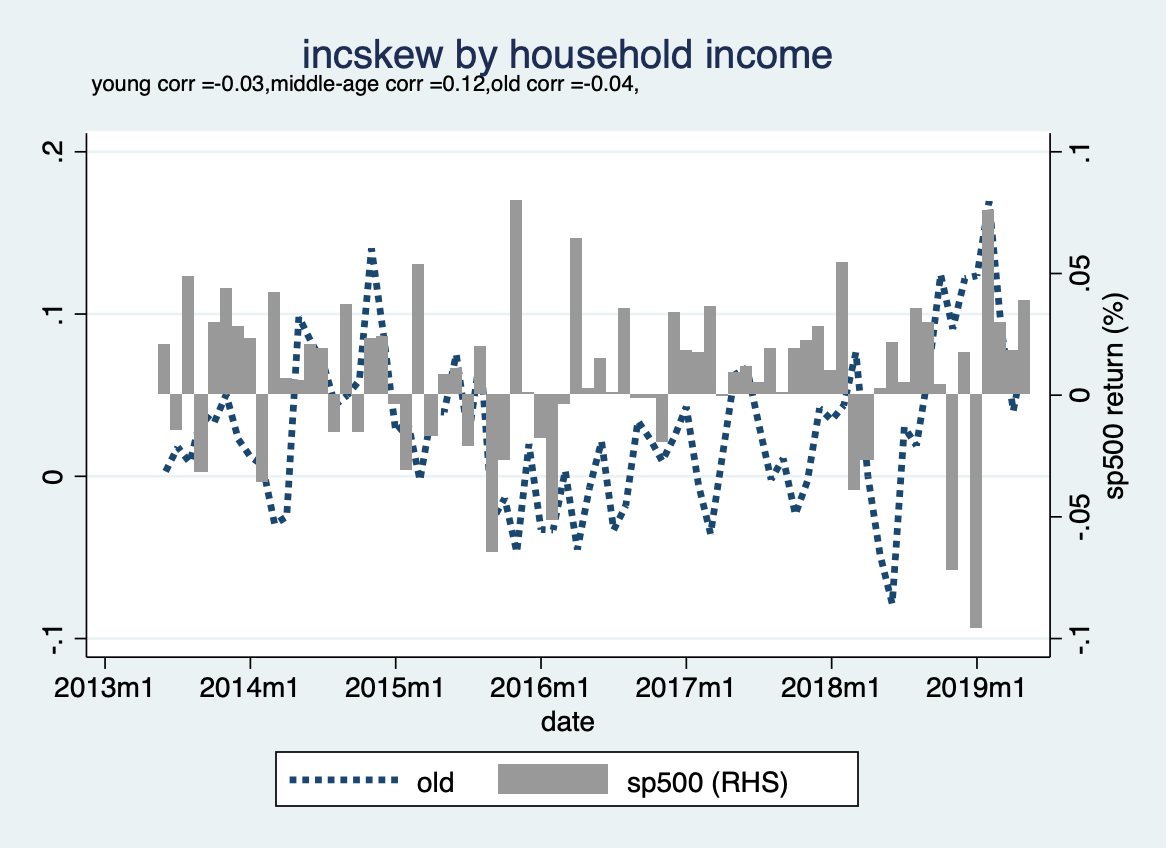 incskew by household income
young corr =-0.03,middle-age corr =0.12,old corr =-0.04,
.2
.1
0
-.1
.1
.05
0
-.05
-.1
sp500 return (%)
2013m1 2014m1 2015m1 2016m1 2017m1 2018m1 2019m1
date
old sp500 (RHS)